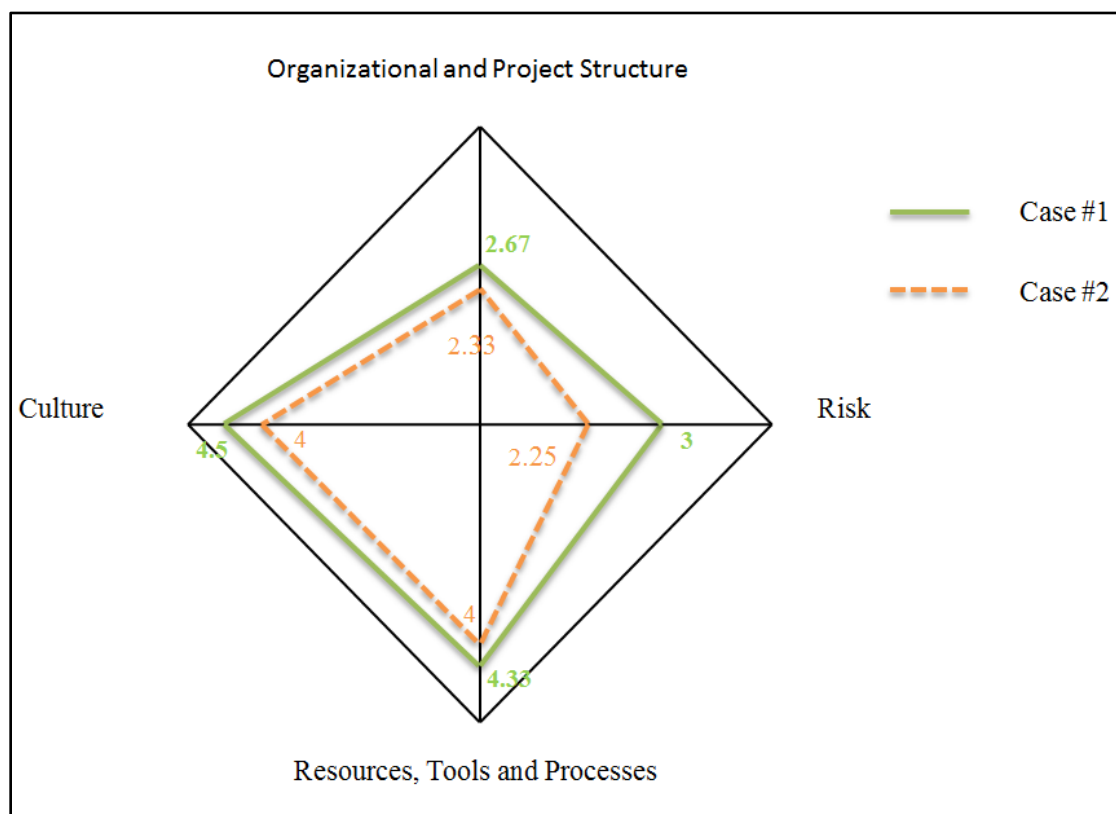 Organizational and Project Structure
2.67
Case #1
Case #2
2.33
Culture
Risk
4.5
4
2.25
3
4
4.33
Resources, Tools and Processes